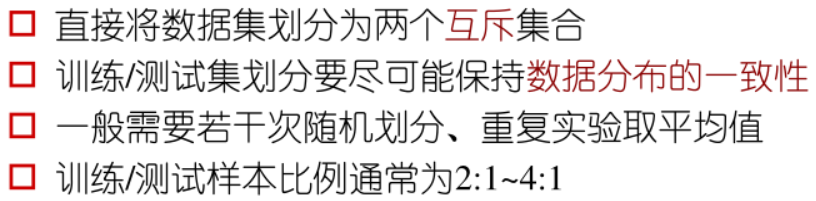 直接将数据集划分为两个互斥集合
训练/测试集划分要尽可能保持数据分布的一致性
一般需要若干次随机划分、重复实验取平均值
训练/测试样本比例通常为2:1~4:1